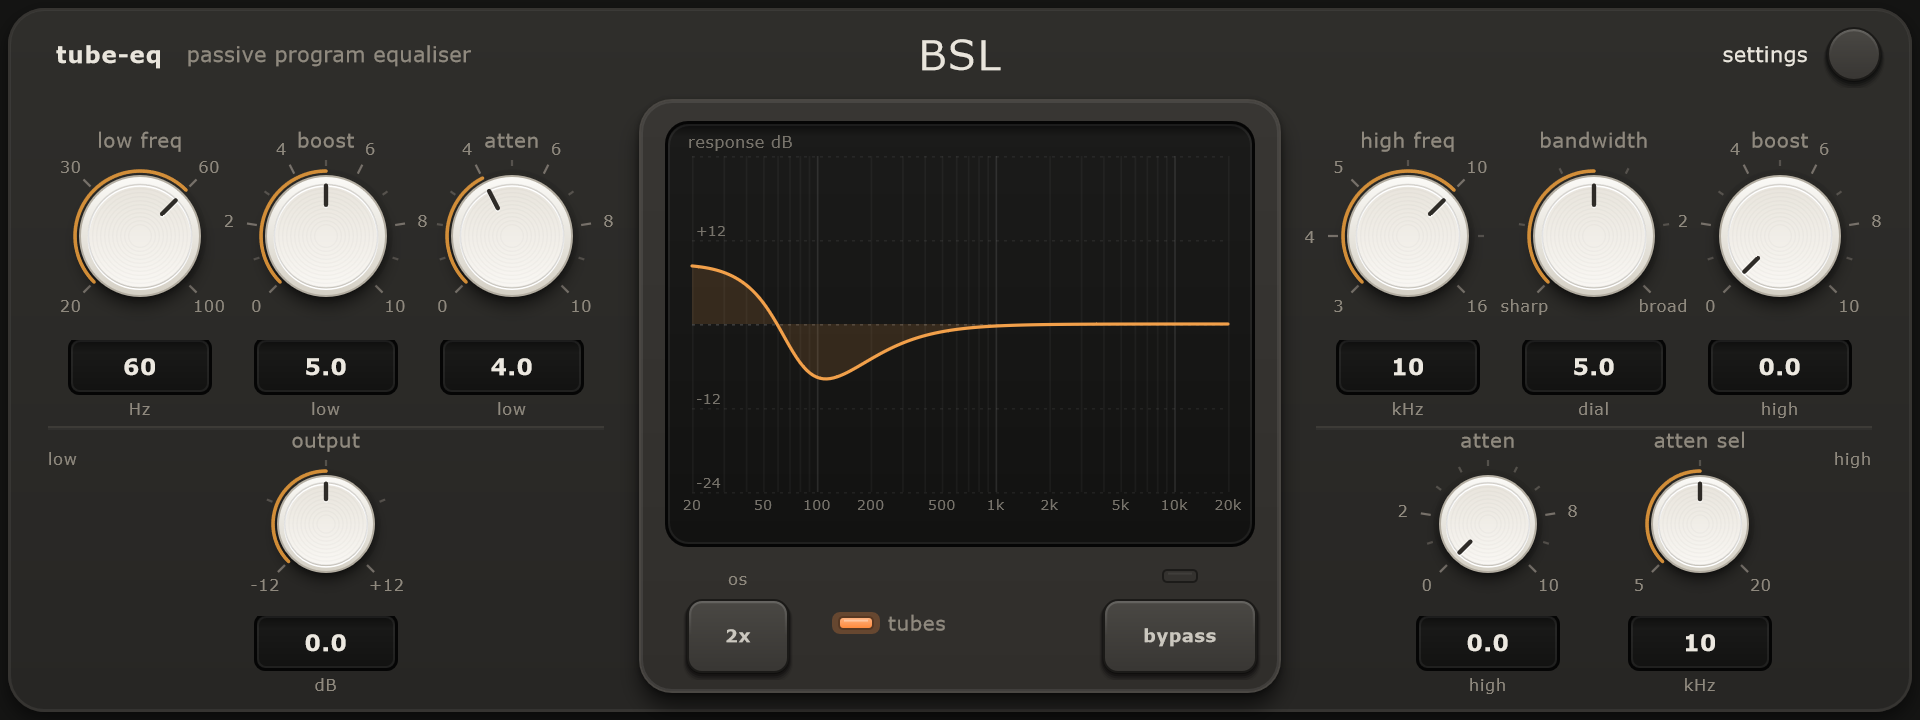 tube-eq passive program equaliser
BSL
settings
low freq
30 60
20 100
60
Hz
boost
4 6
2 8
0 10
5.0
low
atten
4 6
8
0 10
4.0
low
low
output
-12 +12
0.0
dB
response dB
+12
-12
-24
20 50 100 200 500 1k 2k 5k 10k 20k
os
2x
tubes
bypass
high freq
5 10
4
3 16
10
kHz
bandwidth
sharp broad
5.0
dial
boost
4 6
2 8
0 10
0.0
high
atten
2 8
0 10
0.0
high
atten sel
5 20
10
kHz
high